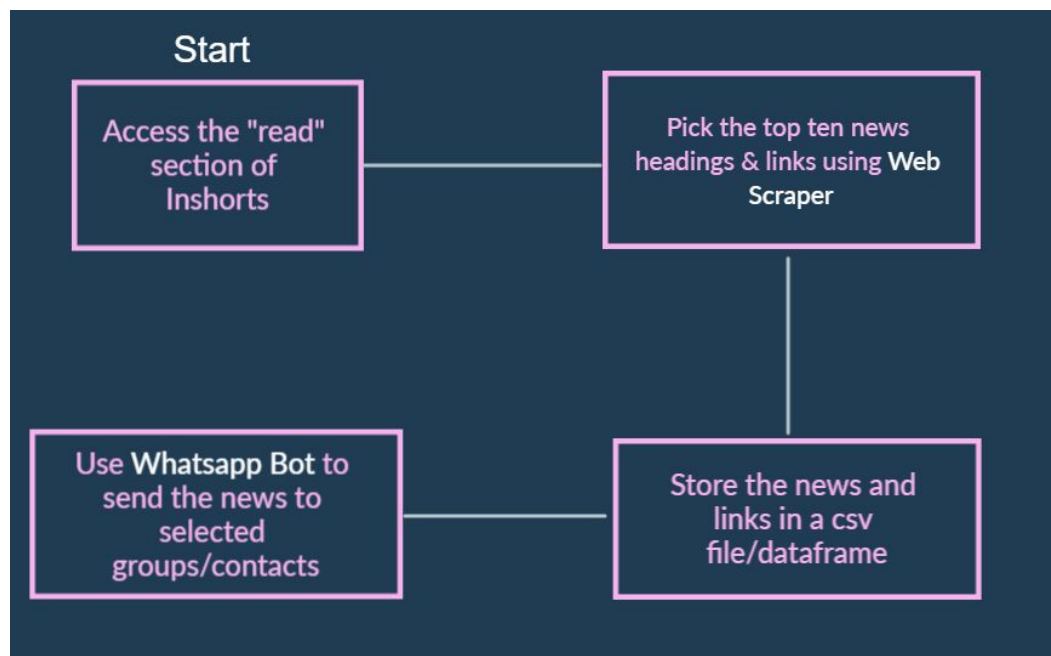 Start
Access the "read"
section of
Inshorts
Pick the top ten news
headings & links using Web
Scraper
Store the news and
links in a csv
file/dataframe
Use Whatsapp Bot to
send the news to
selected
groups/contacts